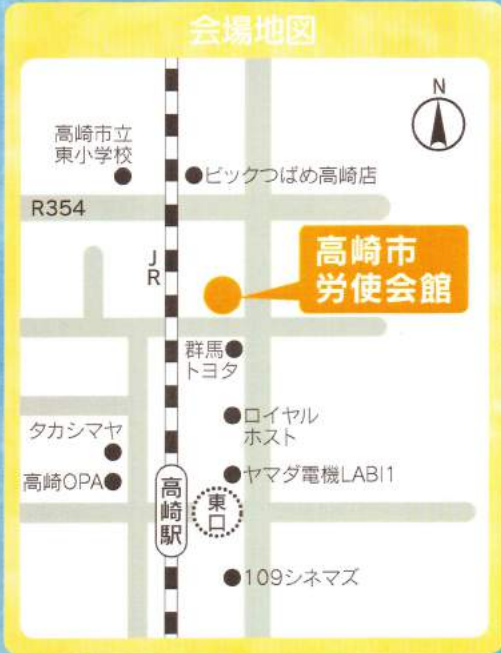 会場地図
N
高崎市立
東小学校
ビックつばめ高崎店
R354
JR
高崎市
労使会館
群馬
トヨタ
ロイヤル
ホスト
タカシマヤ
高崎OPA
ヤマダ電機LABI1
高崎駅
東口
109シネマズ